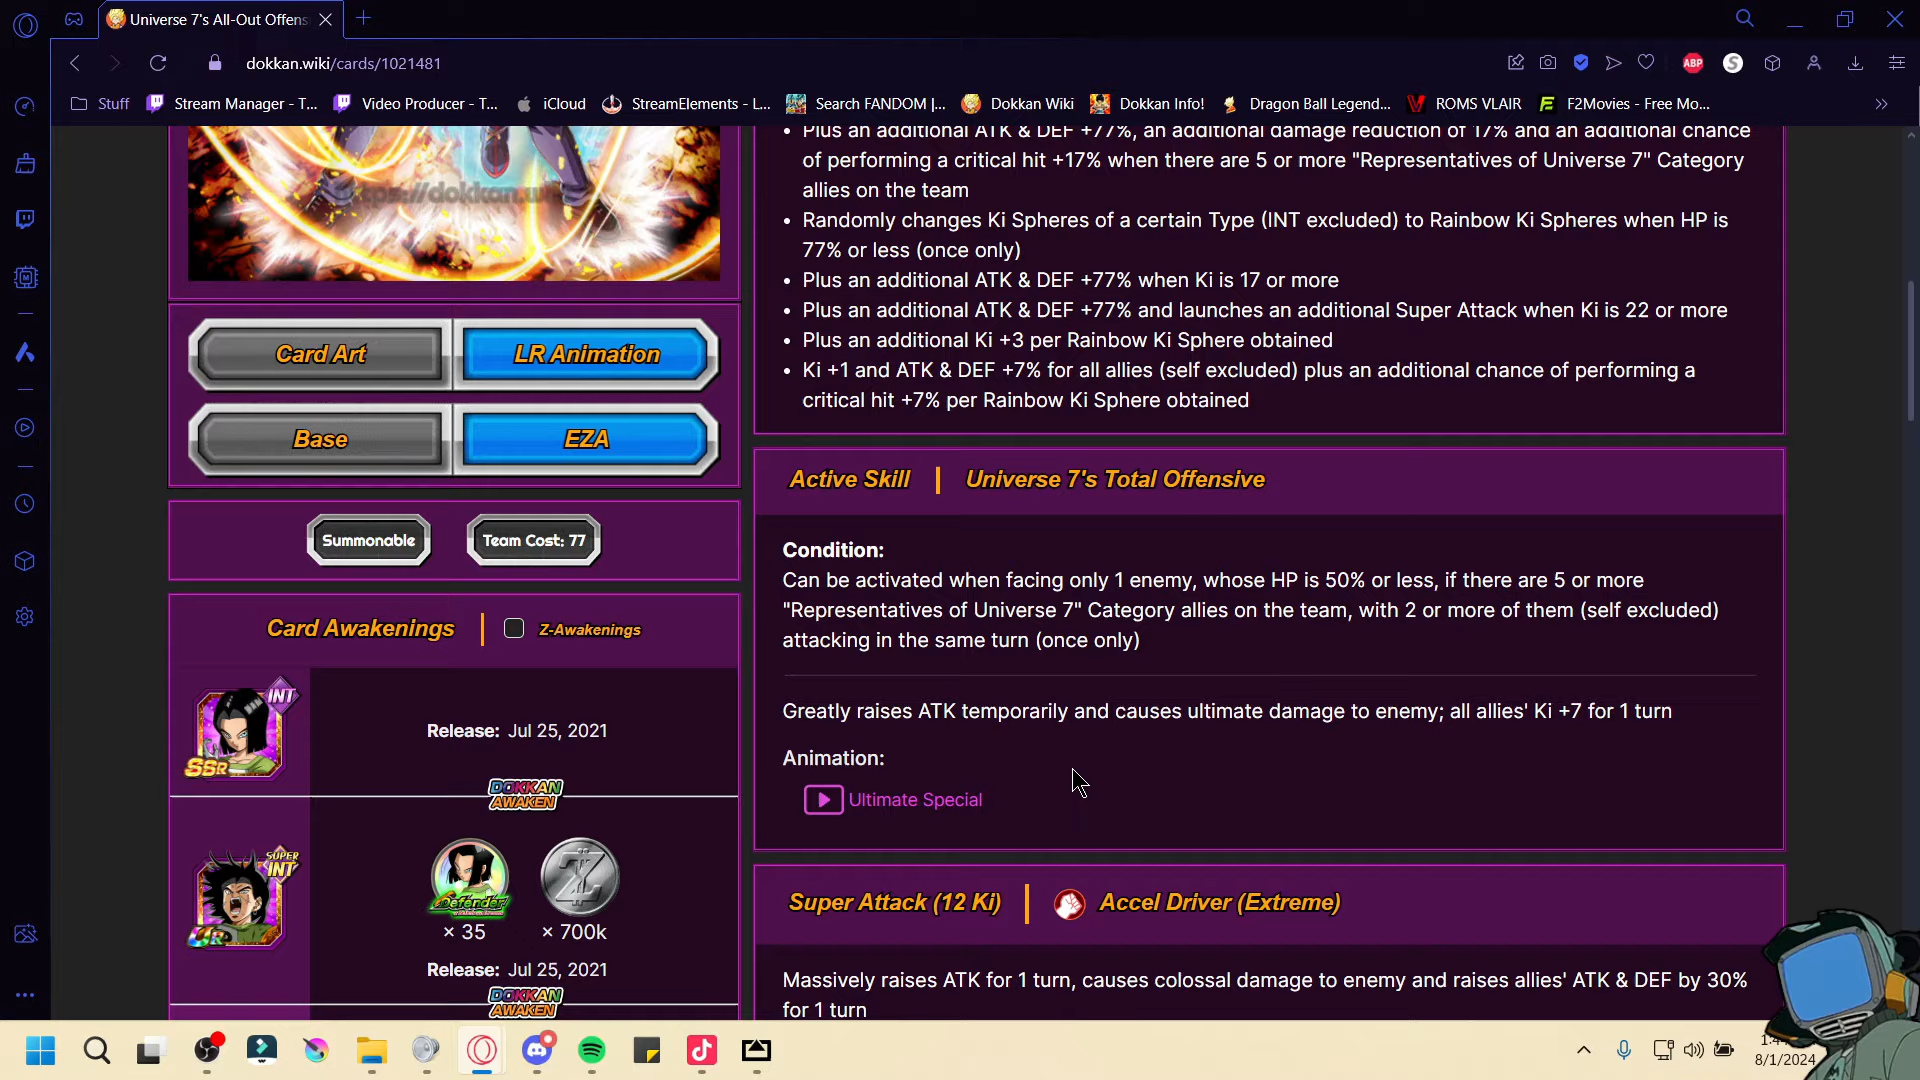 Universe 7's All-Out Offens
dokkan.wiki/cards/1021481
ABP
S
Stuff
Stream Manager - T...
Video Producer - T...
iCloud
StreamElements - L...
Search FANDOM |...
Dokkan Wiki
Dokkan Info!
Dragon Ball Legend...
ROMS VLAIR
F2Movies - Free Mo...
• Plus an additional ATK & DEF +77%, an additional damage reduction of 17% and an additional chance
of performing a critical hit +17% when there are 5 or more "Representatives of Universe 7" Category
allies on the team
• Randomly changes Ki Spheres of a certain Type (INT excluded) to Rainbow Ki Spheres when HP is
77% or less (once only)
• Plus an additional ATK & DEF +77% when Ki is 17 or more
• Plus an additional ATK & DEF +77% and launches an additional Super Attack when Ki is 22 or more
• Plus an additional Ki +3 per Rainbow Ki Sphere obtained
• Ki +1 and ATK & DEF +7% for all allies (self excluded) plus an additional chance of performing a
critical hit +7% per Rainbow Ki Sphere obtained
Card Art
LR Animation
Base
EZA
Summonable
Team Cost: 77
Card Awakenings
Z-Awakenings
INT
SSR
Release: Jul 25, 2021
DOKKAN
AWAKEN
SUPER
INT
UR
Defender
× 35
Z
× 700k
Release: Jul 25, 2021
DOKKAN
AWAKEN
Active Skill | Universe 7's Total Offensive
Condition:
Can be activated when facing only 1 enemy, whose HP is 50% or less, if there are 5 or more
"Representatives of Universe 7" Category allies on the team, with 2 or more of them (self excluded)
attacking in the same turn (once only)
Greatly raises ATK temporarily and causes ultimate damage to enemy; all allies' Ki +7 for 1 turn
Animation:
Ultimate Special
Super Attack (12 Ki) | Accel Driver (Extreme)
Massively raises ATK for 1 turn, causes colossal damage to enemy and raises allies' ATK & DEF by 30%
for 1 turn
8/1/2024